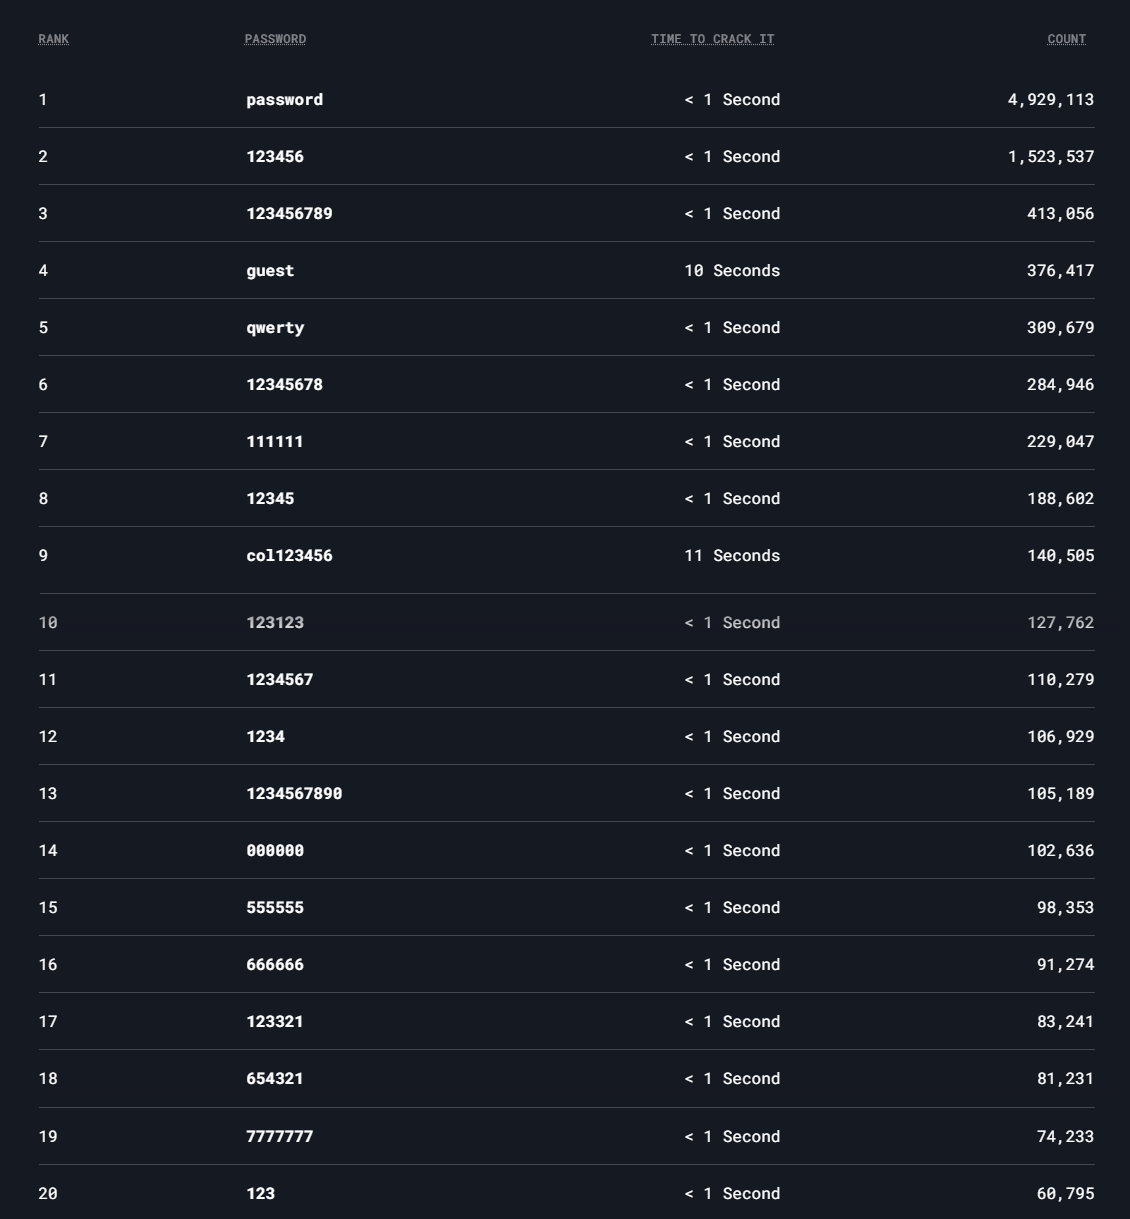 RANK PASSWORD TIME TO CRACK IT COUNT
1 password < 1 Second 4,929,113
2 123456 < 1 Second 1,523,537
3 123456789 < 1 Second 413,056
4 guest 10 Seconds 376,417
5 qwerty < 1 Second 309,679
6 12345678 < 1 Second 284,946
7 111111 < 1 Second 229,047
8 12345 < 1 Second 188,602
9 col123456 11 Seconds 140,505
10 123123 < 1 Second 127,762
11 1234567 < 1 Second 110,279
12 1234 < 1 Second 106,929
13 1234567890 < 1 Second 105,189
14 000000 < 1 Second 102,636
15 555555 < 1 Second 98,353
16 666666 < 1 Second 91,274
17 123321 < 1 Second 83,241
18 654321 < 1 Second 81,231
19 7777777 < 1 Second 74,233
20 123 < 1 Second 60,795